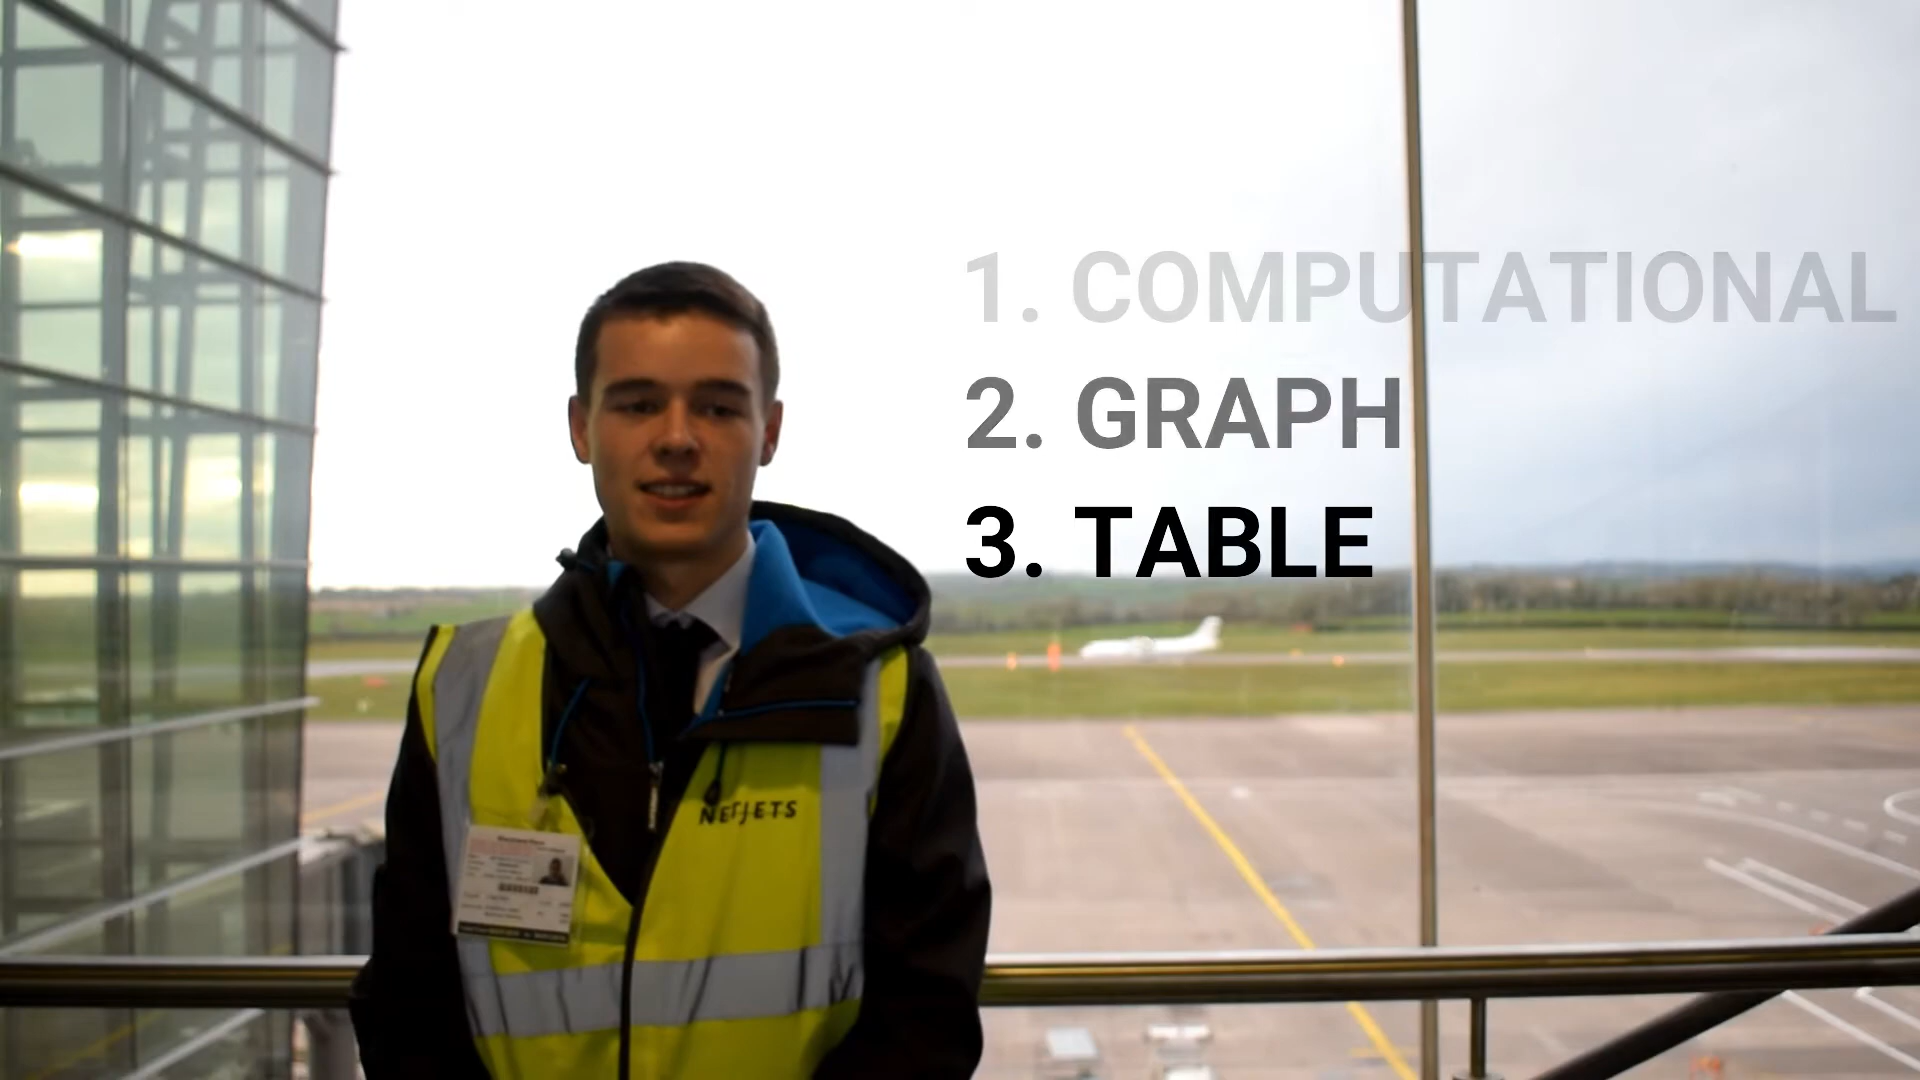 1. COMPUTATIONAL
2. GRAPH
3. TABLE
NETJETS